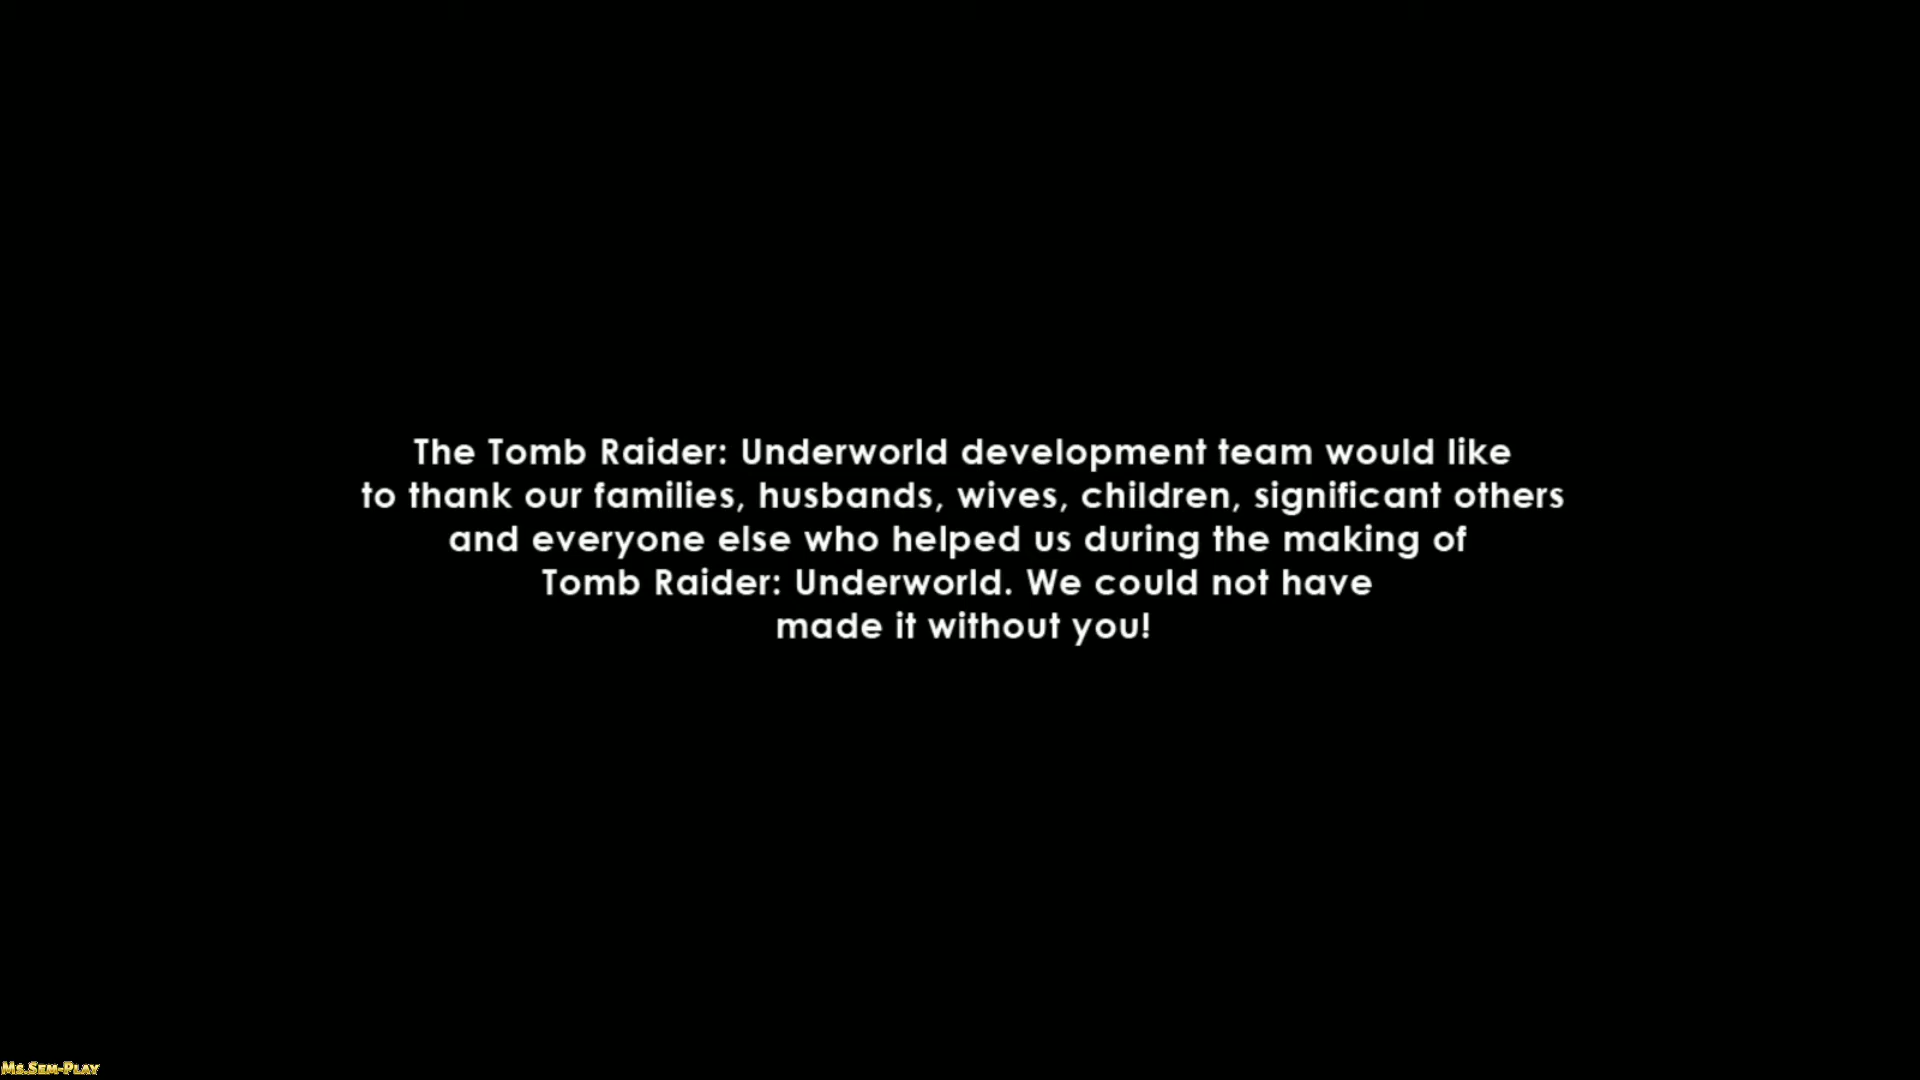 The Tomb Raider: Underworld development team would like
to thank our families, husbands, wives, children, significant others
and everyone else who helped us during the making of
Tomb Raider: Underworld. We could not have
made it without you!
Ms.Sem-Play